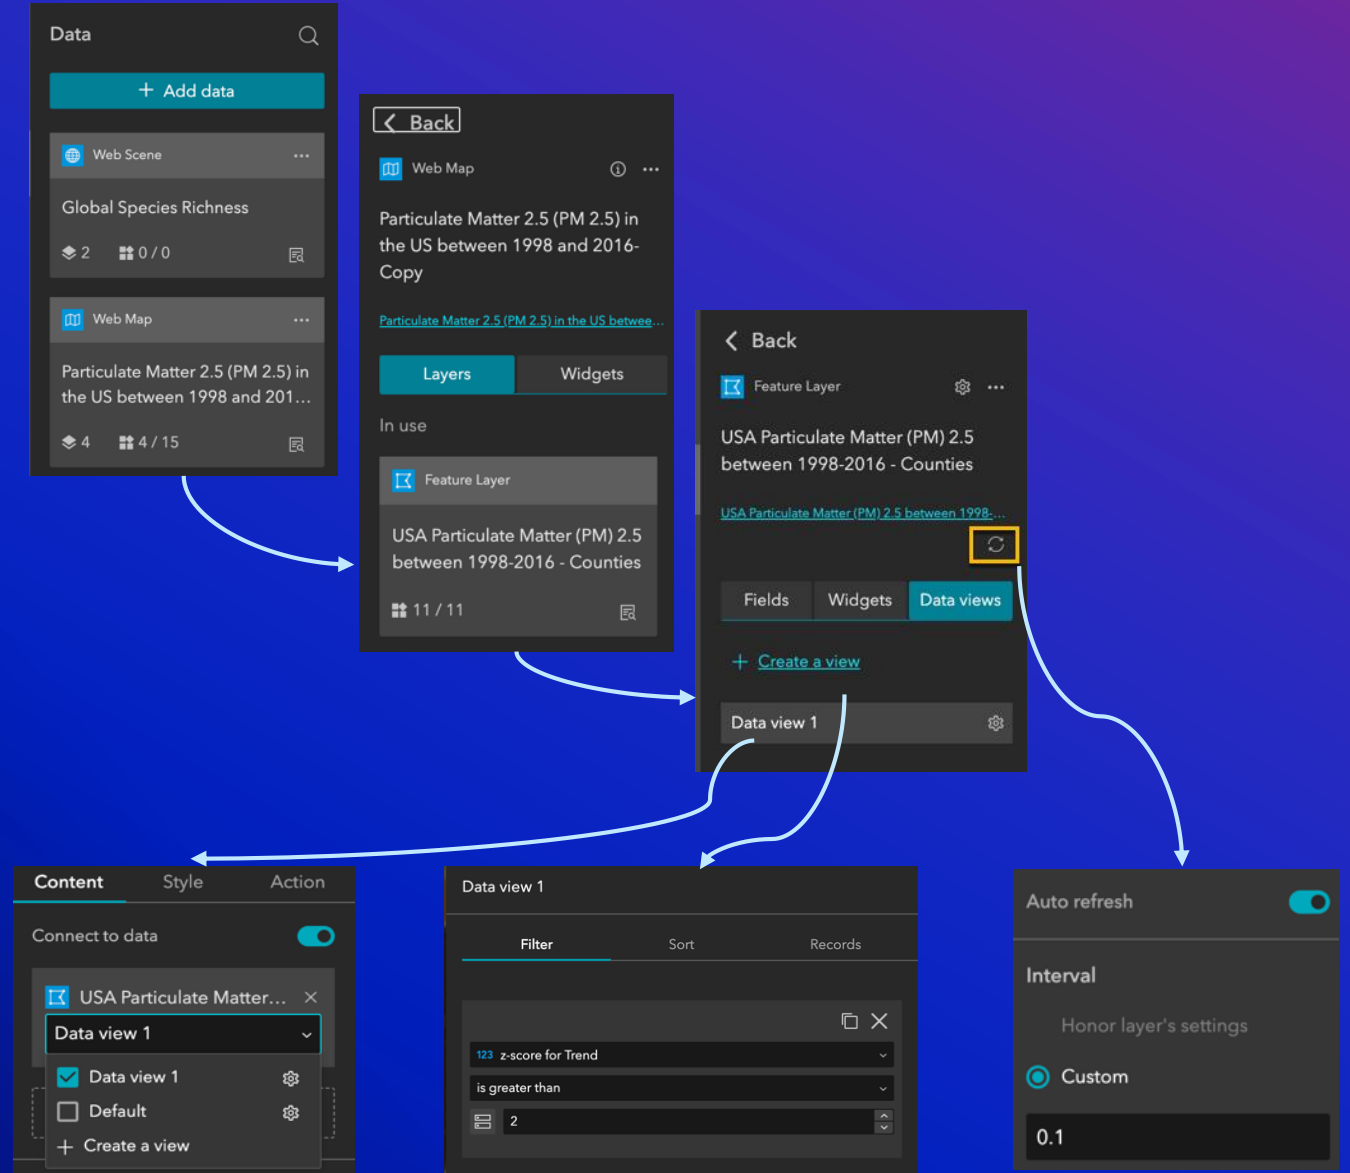 Data
+ Add data
Web Scene
Global Species Richness
2 0 / 0
Web Map
Particulate Matter 2.5 (PM 2.5) in
the US between 1998 and 201...
4 4 / 15
Back
Web Map
Particulate Matter 2.5 (PM 2.5) in
the US between 1998 and 2016-
Copy
Particulate Matter 2.5 (PM 2.5) in the US betwee...
Layers Widgets
In use
Feature Layer
USA Particulate Matter (PM) 2.5
between 1998-2016 - Counties
11 / 11
Back
Feature Layer
USA Particulate Matter (PM) 2.5
between 1998-2016 - Counties
USA Particulate Matter (PM) 2.5 between 1998-...
Fields Widgets Data views
+ Create a view
Data view 1
Content Style Action
Connect to data
USA Particulate Matter...
Data view 1
Data view 1
Default
+ Create a view
Data view 1
Filter Sort Records
123 z-score for Trend
is greater than
2
Auto refresh
Interval
Honor layer's settings
Custom
0.1